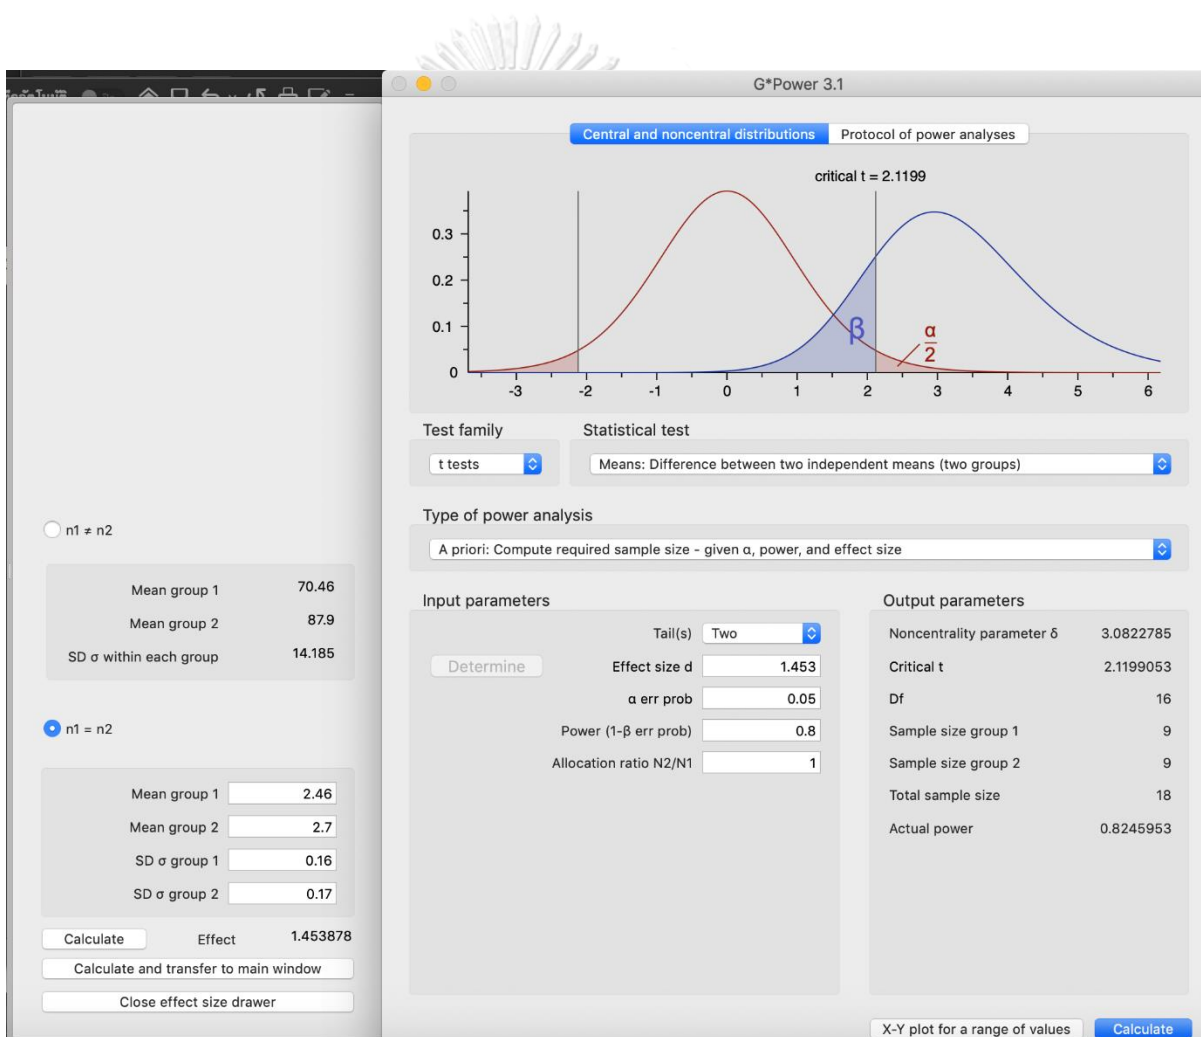 G*Power 3.1
Central and noncentral distributions Protocol of power analyses
critical t = 2.1199
0.3
0.2
0.1
0
β
α
2
-3 -2 -1 0 1 2 3 4 5 6
Test family Statistical test
t tests Means: Difference between two independent means (two groups)
Type of power analysis
A priori: Compute required sample size - given α, power, and effect size
n1 ≠ n2
Mean group 1 70.46
Mean group 2 87.9
SD σ within each group 14.185
n1 = n2
Mean group 1 2.46
Mean group 2 2.7
SD σ group 1 0.16
SD σ group 2 0.17
Calculate Effect 1.453878
Calculate and transfer to main window
Close effect size drawer
Input parameters Output parameters
Tail(s) Two Noncentrality parameter δ 3.0822785
Determine Effect size d 1.453 Critical t 2.1199053
α err prob 0.05 Df 16
Power (1-β err prob) 0.8 Sample size group 1 9
Allocation ratio N2/N1 1 Sample size group 2 9
Total sample size 18
Actual power 0.8245953
X-Y plot for a range of values Calculate